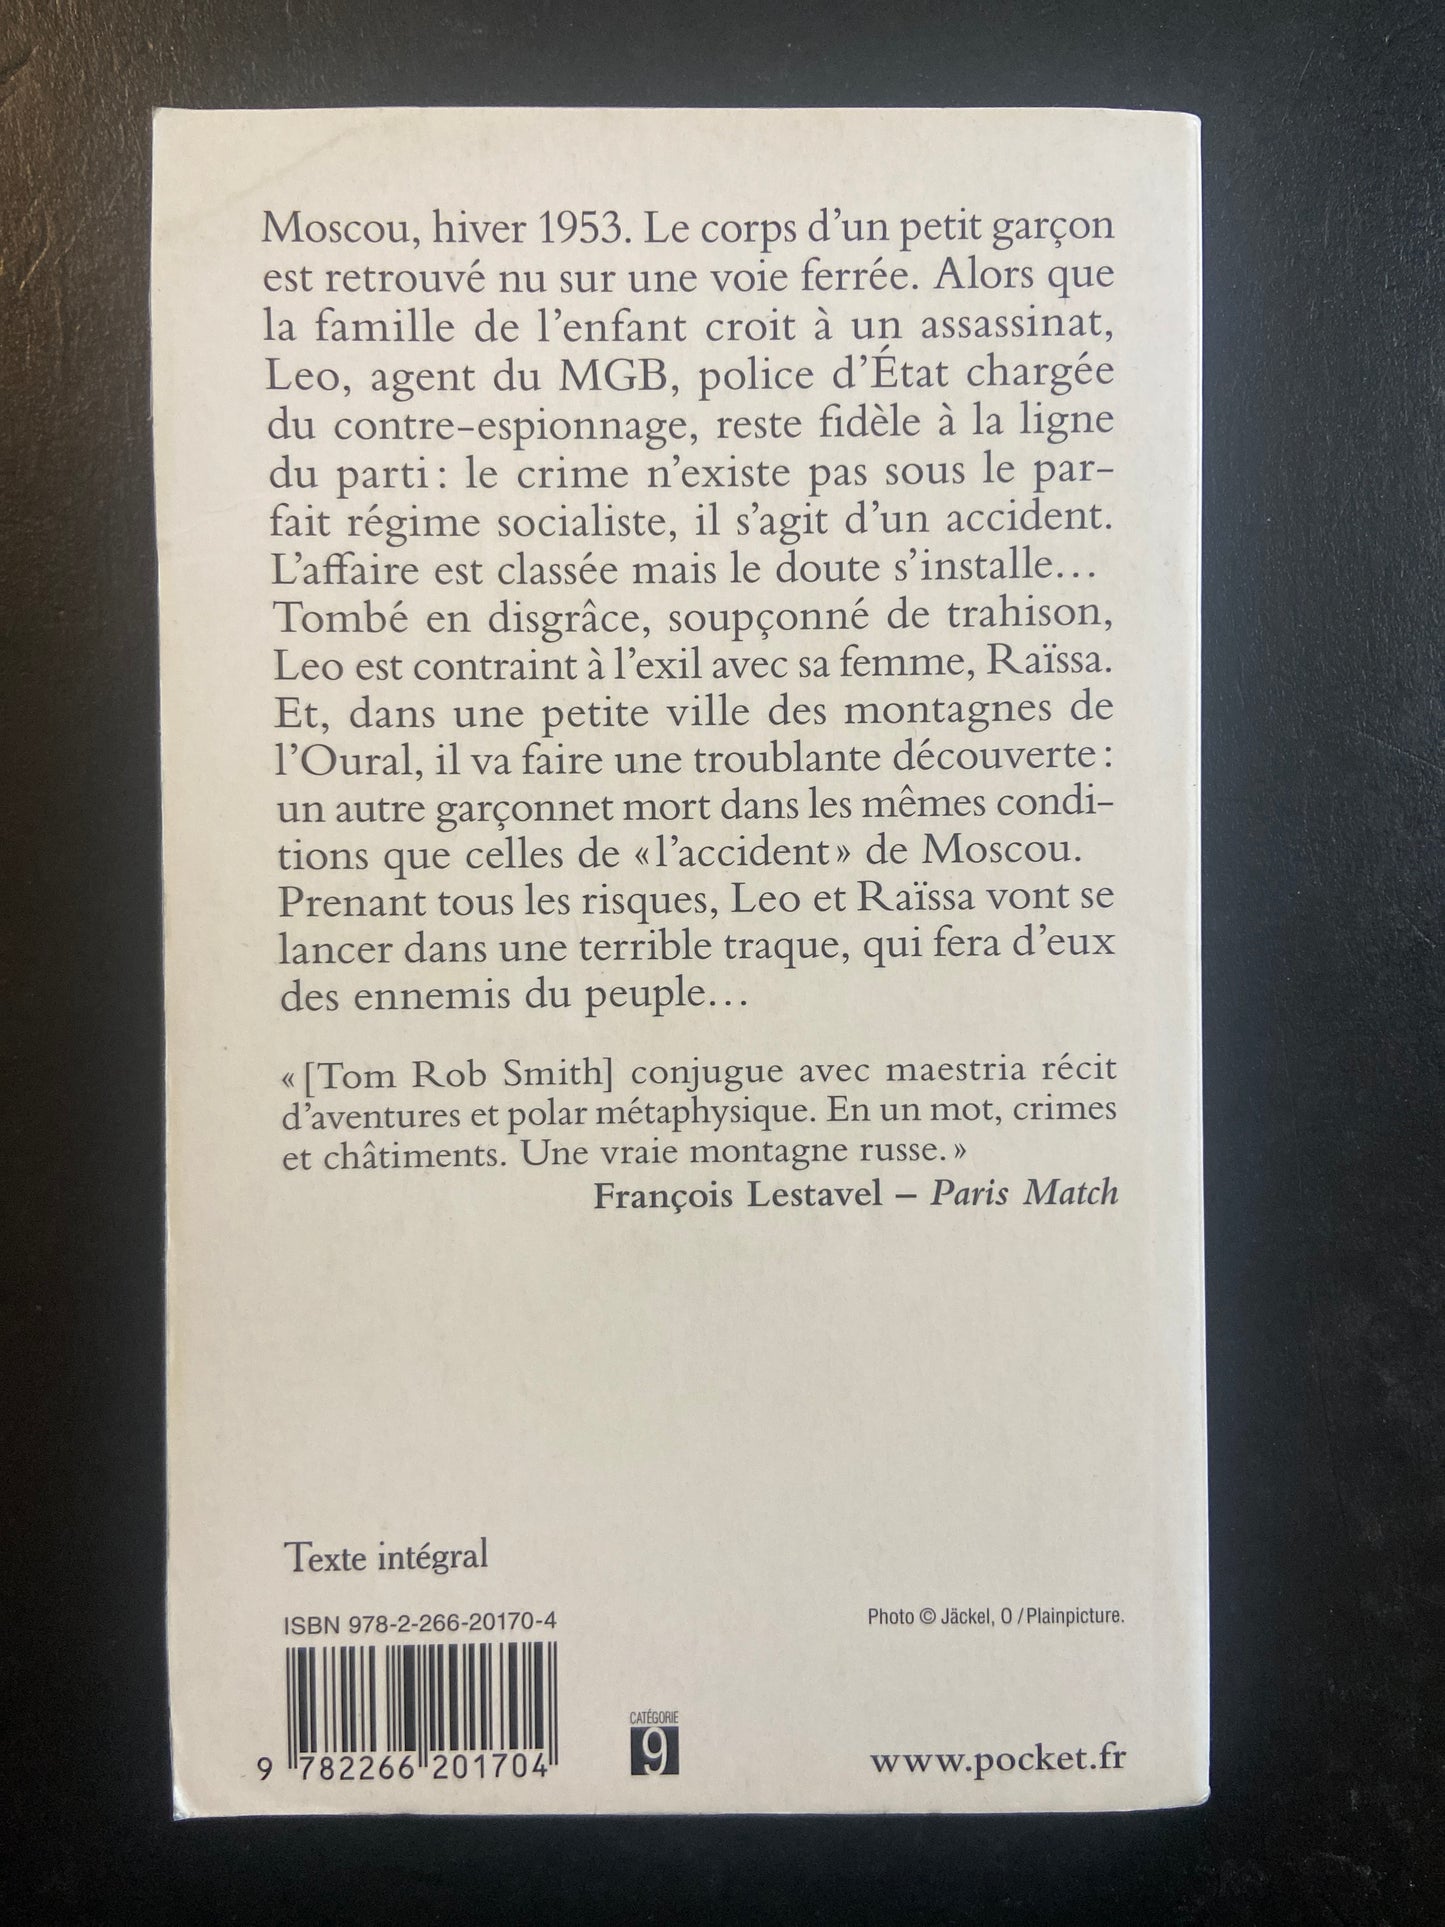 Moscou, hiver 1953. Le corps d'un petit garçon
est retrouvé nu sur une voie ferrée. Alors que
la famille de l'enfant croit à un assassinat,
Leo, agent du MGB, police d'État chargée
du contre-espionnage, reste fidèle à la ligne
du parti : le crime n'existe pas sous le par-
fait régime socialiste, il s'agit d'un accident.
L'affaire est classée mais le doute s'installe…
Tombé en disgrâce, soupçonné de trahison,
Leo est contraint à l'exil avec sa femme, Raïssa.
Et, dans une petite ville des montagnes de
l'Oural, il va faire une troublante découverte :
un autre garçonnet mort dans les mêmes condi-
tions que celles de « l'accident » de Moscou.
Prenant tous les risques, Leo et Raïssa vont se
lancer dans une terrible traque, qui fera d'eux
des ennemis du peuple…
« [Tom Rob Smith] conjugue avec maestria récit
d'aventures et polar métaphysique. En un mot, crimes
et châtiments. Une vraie montagne russe. »
François Lestavel – Paris Match
Texte intégral
ISBN 978-2-266-20170-4
9 782266 201704
CATÉGORIE
9
Photo © Jäckel, O / Plainpicture.
www.pocket.fr